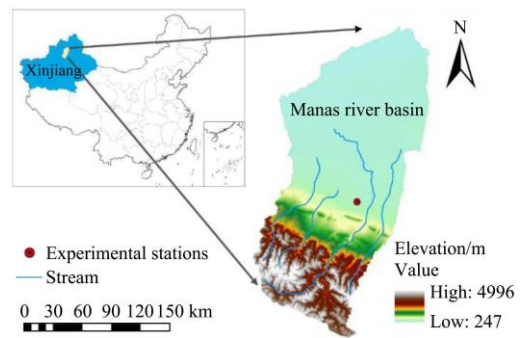 N
Xinjiang
Manas river basin
Experimental stations
Stream
0 30 60 90 120 150 km
Elevation/m
Value
High: 4996
Low: 247